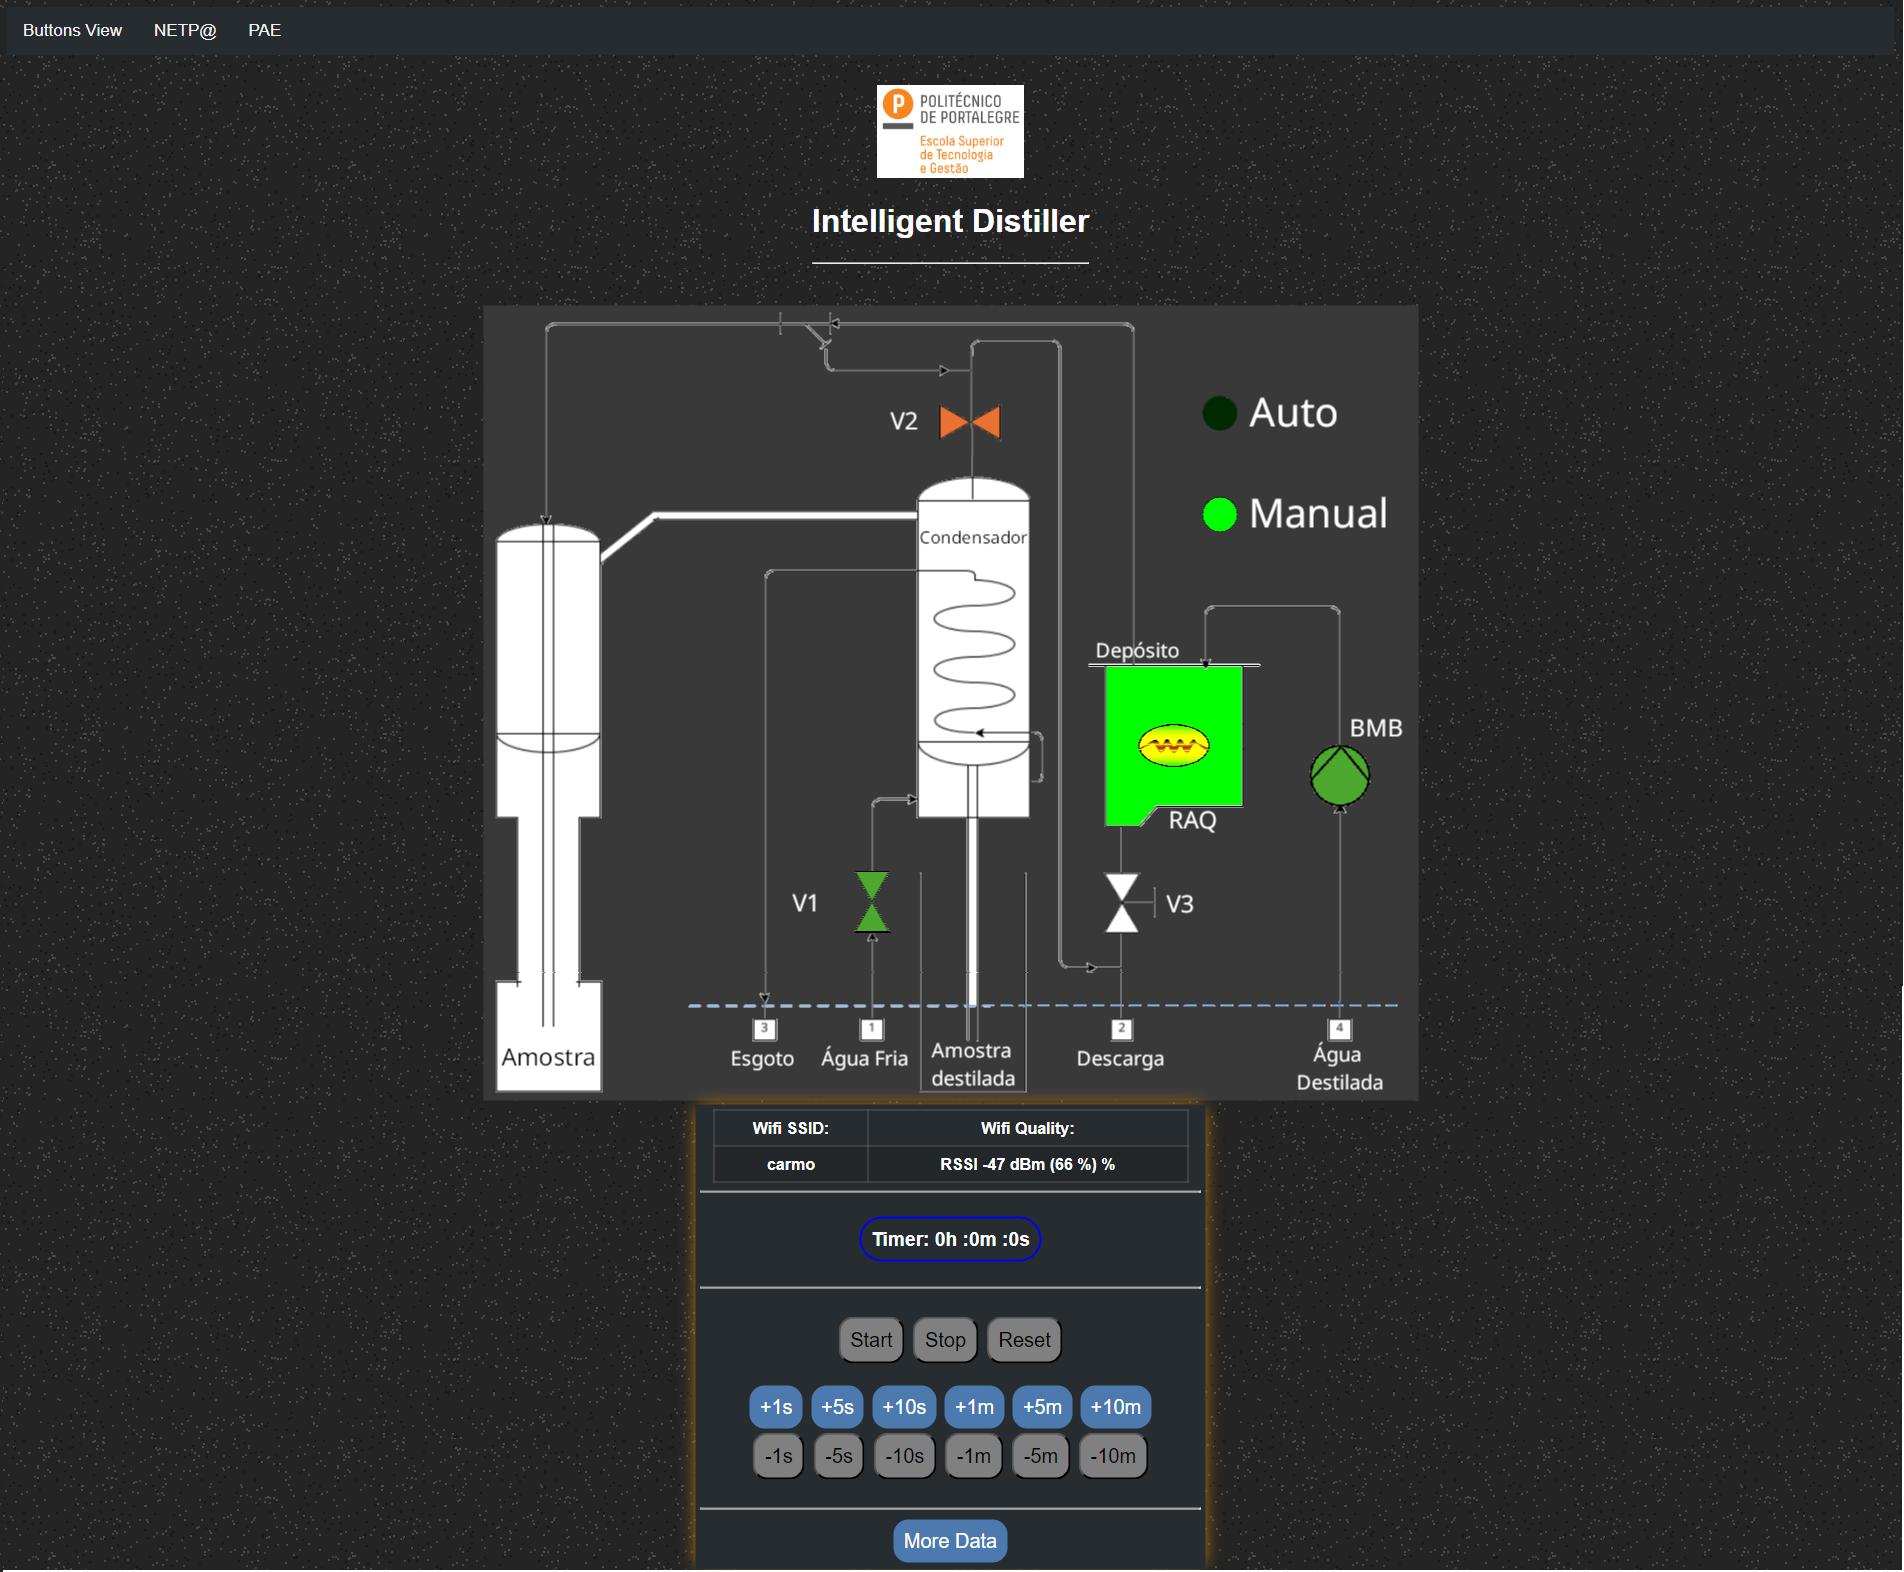 Buttons View NETP@ PAE
P POLITÉCNICO
DE PORTALEGRE
Escola Superior
de Tecnologia
e Gestão
Intelligent Distiller
V2
Auto
Manual
Condensador
Depósito
BMB
RAQ
V1
V3
3
1
2
4
Amostra
Esgoto
Água Fria
Amostra
destilada
Descarga
Água
Destilada
Wifi SSID: Wifi Quality:
carmo RSSI -47 dBm (66 %) %
Timer: 0h :0m :0s
Start Stop Reset
+1s +5s +10s +1m +5m +10m
-1s -5s -10s -1m -5m -10m
More Data